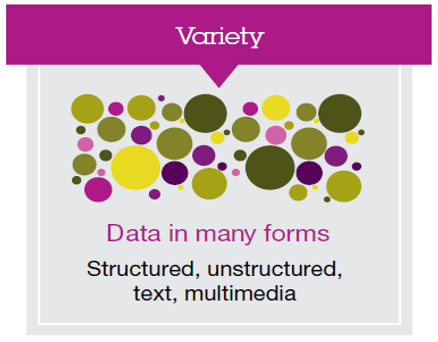 Variety
Data in many forms
Structured, unstructured,
text, multimedia